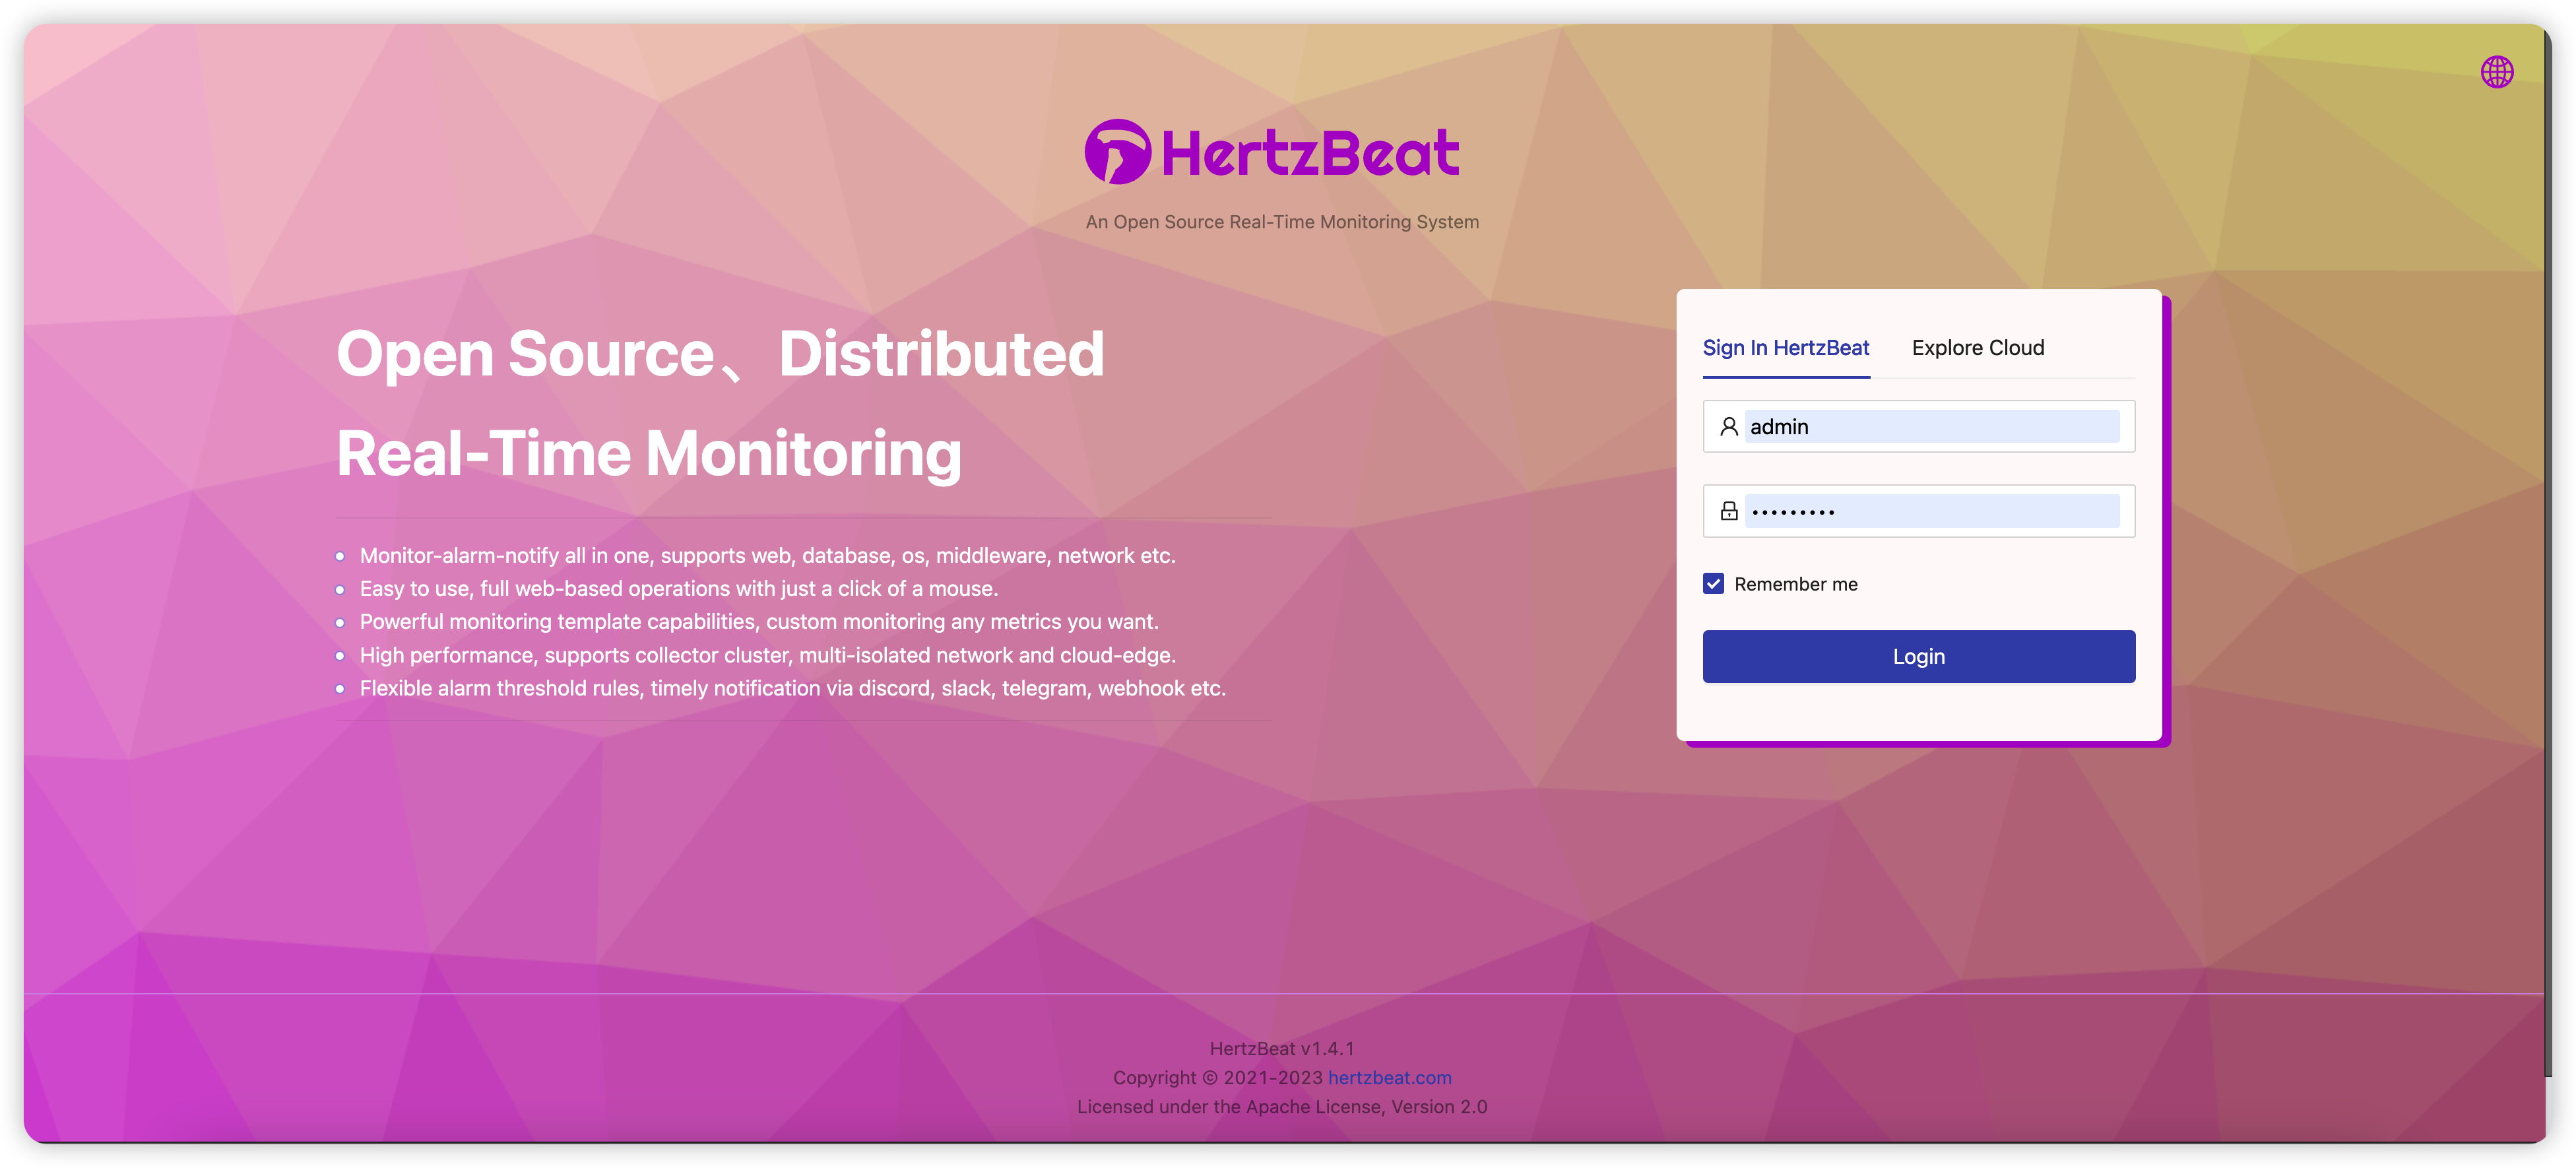 HertzBeat
An Open Source Real-Time Monitoring System
Open Source、Distributed
Real-Time Monitoring
Monitor-alarm-notify all in one, supports web, database, os, middleware, network etc.
Easy to use, full web-based operations with just a click of a mouse.
Powerful monitoring template capabilities, custom monitoring any metrics you want.
High performance, supports collector cluster, multi-isolated network and cloud-edge.
Flexible alarm threshold rules, timely notification via discord, slack, telegram, webhook etc.
Sign In HertzBeat Explore Cloud
admin
•••••••••
Remember me
Login
HertzBeat v1.4.1
Copyright © 2021-2023 hertzbeat.com
Licensed under the Apache License, Version 2.0